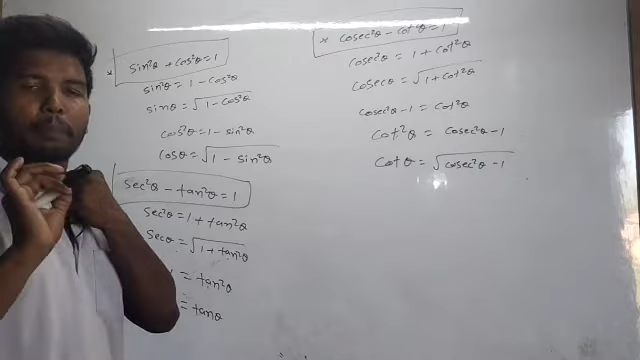 * sin²θ + cos²θ = 1
sin²θ = 1 - cos²θ
sinθ = √1 - cos²θ
cos²θ = 1 - sin²θ
cosθ = √1 - sin²θ
sec²θ - tan²θ = 1
sec²θ = 1 + tan²θ
secθ = √1 + tan²θ
= tan²θ
= tanθ
* cosec²θ - cot²θ = 1
cosec²θ = 1 + cot²θ
cosecθ = √1 + cot²θ
cosec²θ - 1 = cot²θ
cot²θ = cosec²θ - 1
cotθ = √cosec²θ - 1